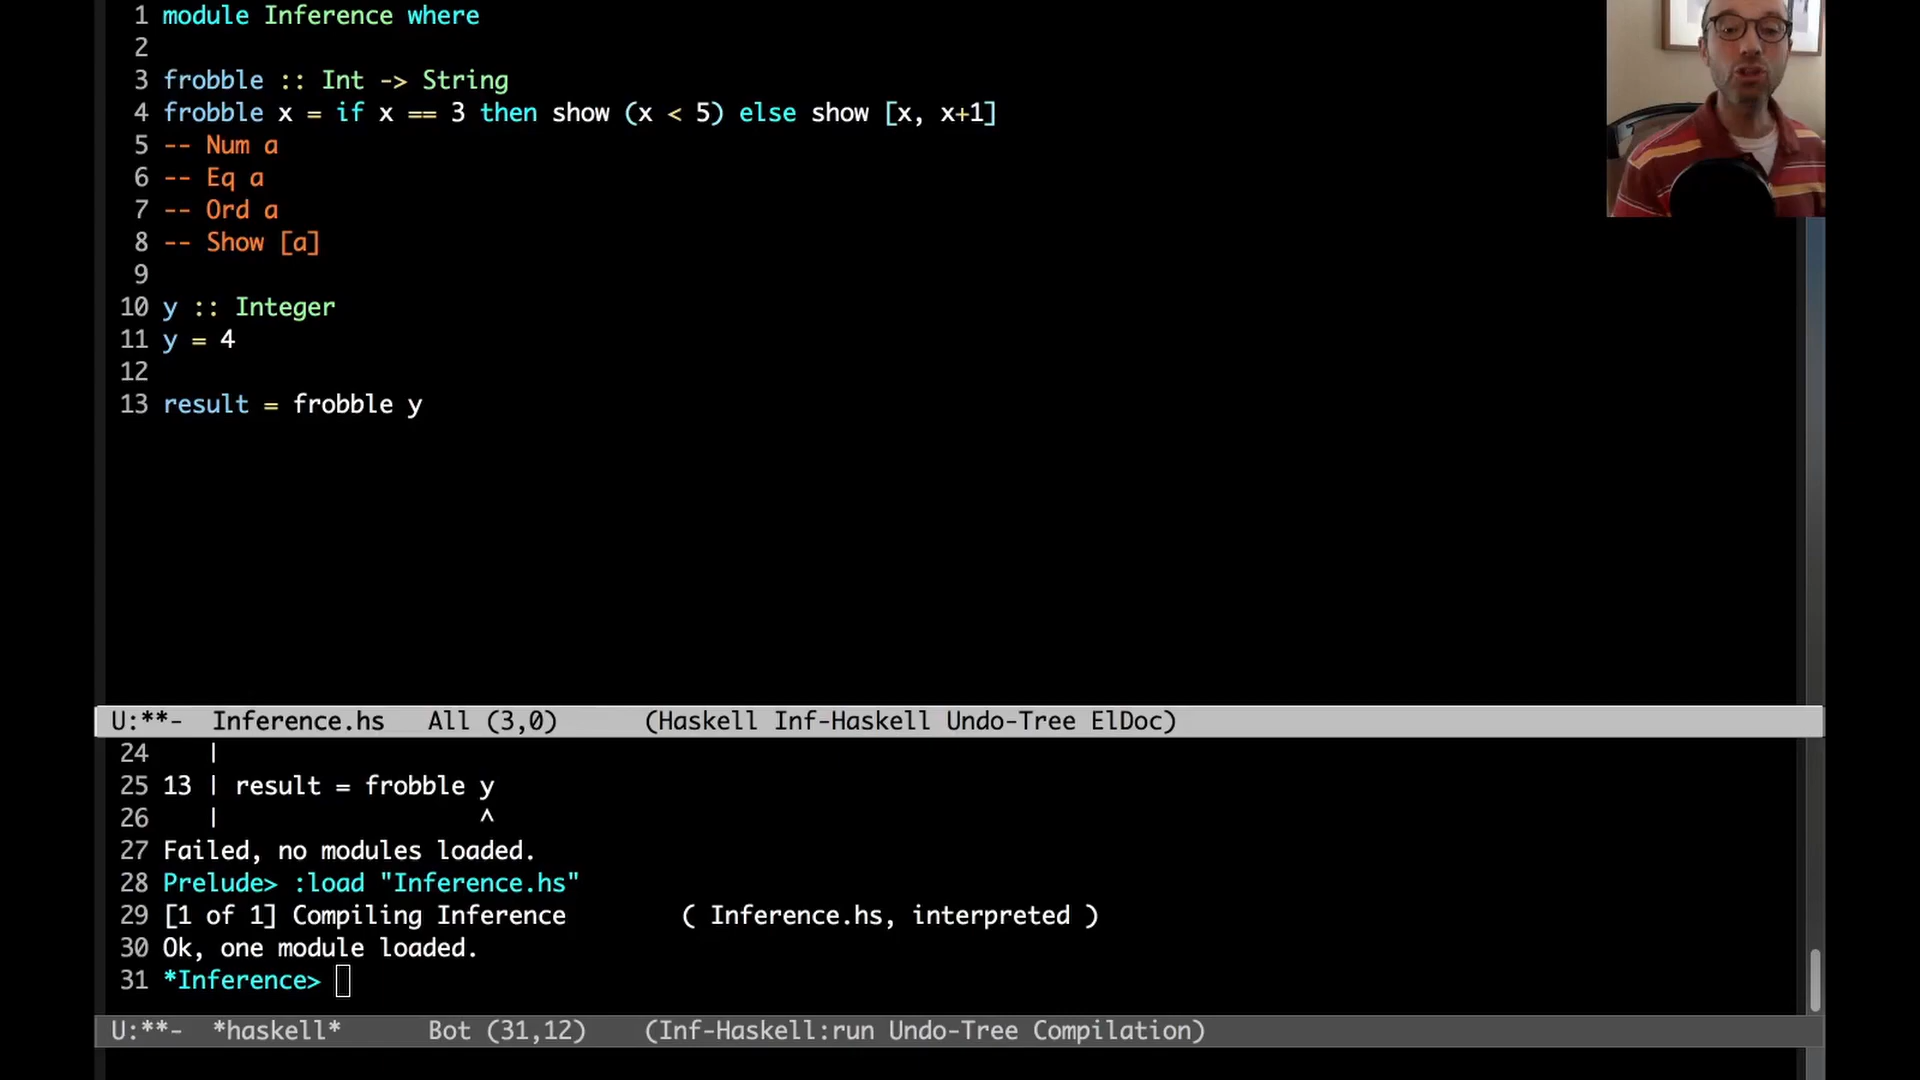 1 module Inference where
2
3 frobble :: Int -> String
4 frobble x = if x == 3 then show (x < 5) else show [x, x+1]
5 -- Num a
6 -- Eq a
7 -- Ord a
8 -- Show [a]
9
10 y :: Integer
11 y = 4
12
13 result = frobble y
U:**-  Inference.hs   All (3,0)      (Haskell Inf-Haskell Undo-Tree ElDoc)
24    |
25 13 | result = frobble y
26    |                   ^
27 Failed, no modules loaded.
28 Prelude> :load "Inference.hs"
29 [1 of 1] Compiling Inference        ( Inference.hs, interpreted )
30 Ok, one module loaded.
31 *Inference>
U:**-  *haskell*      Bot (31,12)    (Inf-Haskell:run Undo-Tree Compilation)